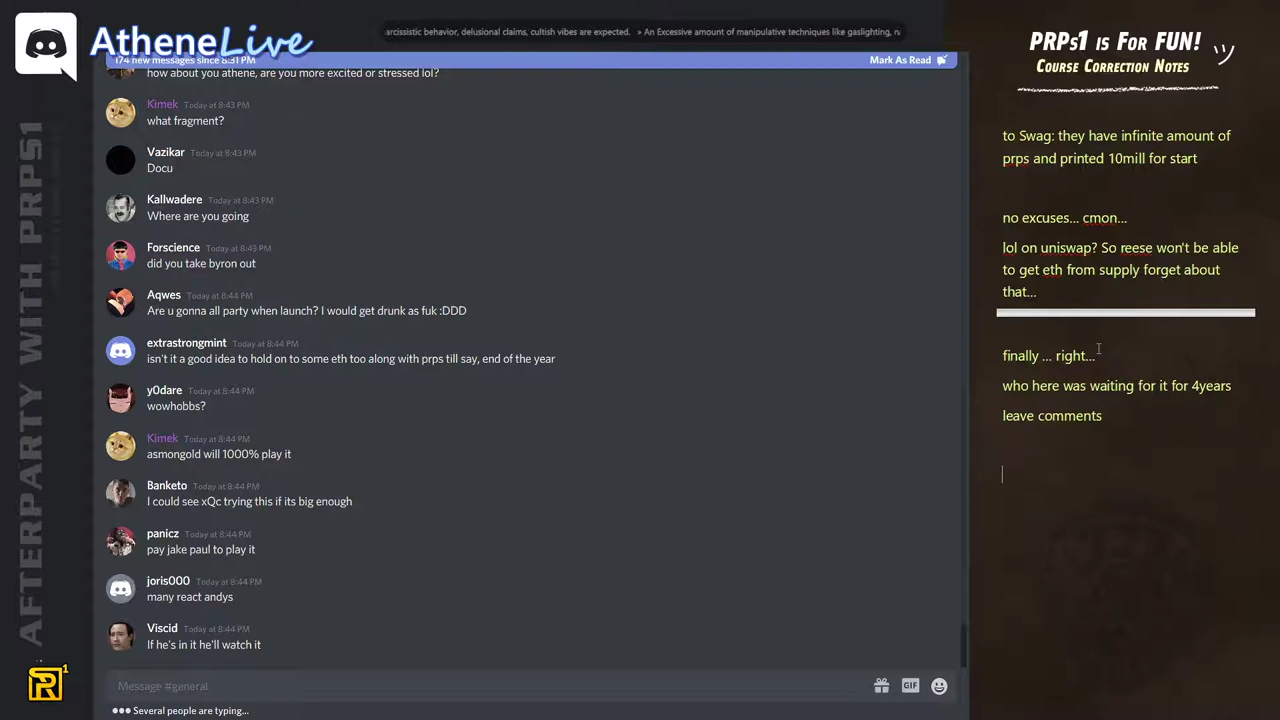 AtheneLive
arcissistic behavior, delusional claims, cultish vibes are expected. » An Excessive amount of manipulative techniques like gaslighting, n
174 new messages since 8:31 PM
Mark As Read
how about you athene, are you more excited or stressed lol?
Kimek Today at 8:43 PM
what fragment?
Vazikar Today at 8:43 PM
Docu
Kallwadere Today at 8:43 PM
Where are you going
Forscience Today at 8:43 PM
did you take byron out
Aqwes Today at 8:44 PM
Are u gonna all party when launch? I would get drunk as fuk :DDD
extrastrongmint Today at 8:44 PM
isn't it a good idea to hold on to some eth too along with prps till say, end of the year
y0dare Today at 8:44 PM
wowhobbs?
Kimek Today at 8:44 PM
asmongold will 1000% play it
Banketo Today at 8:44 PM
I could see xQc trying this if its big enough
panicz Today at 8:44 PM
pay jake paul to play it
joris000 Today at 8:44 PM
many react andys
Viscid Today at 8:44 PM
If he's in it he'll watch it
Message #general
GIF
Several people are typing...
AFTERPARTY WITH PRPS1
R1
PRPs1 is For FUN! ツ
Course Correction Notes
to Swag: they have infinite amount of
prps and printed 10mill for start
no excuses... cmon...
lol on uniswap? So reese won't be able
to get eth from supply forget about
that...
finally ... right...
who here was waiting for it for 4years
leave comments